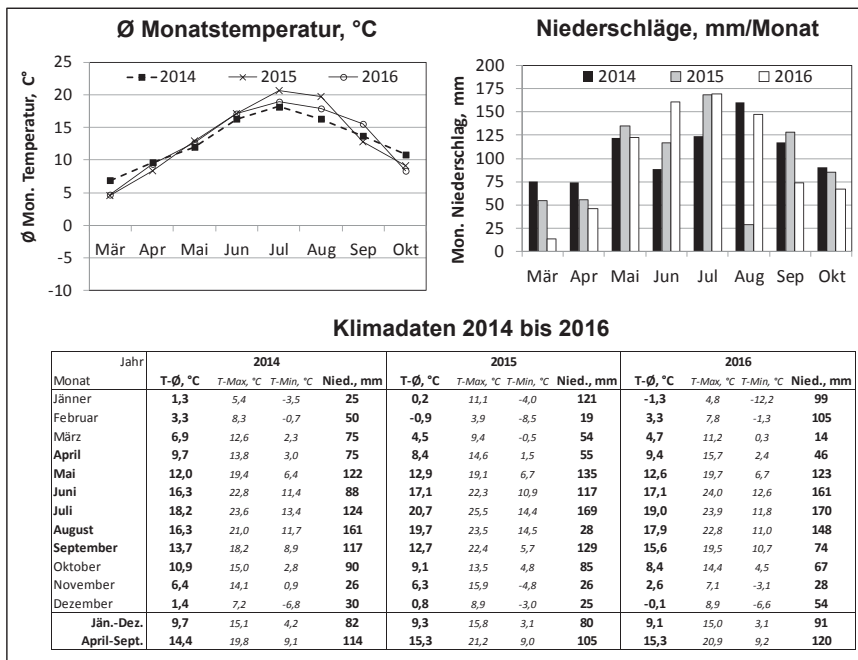 Ø Monatstemperatur, °C
Ø Mon. Temperatur, C°
25
20
15
10
5
0
-5
-10
2014 2015 2016
Mär Apr Mai Jun Jul Aug Sep Okt
Niederschläge, mm/Monat
Mon. Niederschlag, mm
200
175
150
125
100
75
50
25
0
2014 2015 2016
Mär Apr Mai Jun Jul Aug Sep Okt
Klimadaten 2014 bis 2016
Jahr 2014 2015 2016
Monat T-Ø, °C T-Max, °C T-Min, °C Nied., mm T-Ø, °C T-Max, °C T-Min, °C Nied., mm T-Ø, °C T-Max, °C T-Min, °C Nied., mm
Jänner 1,3 5,4 -3,5 25 0,2 11,1 -4,0 121 -1,3 4,8 -12,2 99
Februar 3,3 8,3 -0,7 50 -0,9 3,9 -8,5 19 3,3 7,8 -1,3 105
März 6,9 12,6 2,3 75 4,5 9,4 -0,5 54 4,7 11,2 0,3 14
April 9,7 13,8 3,0 75 8,4 14,6 1,5 55 9,4 15,7 2,4 46
Mai 12,0 19,4 6,4 122 12,9 19,1 6,7 135 12,6 19,7 6,7 123
Juni 16,3 22,8 11,4 88 17,1 22,3 10,9 117 17,1 24,0 12,6 161
Juli 18,2 23,6 13,4 124 20,7 25,5 14,4 169 19,0 23,9 11,8 170
August 16,3 21,0 11,7 161 19,7 23,5 14,5 28 17,9 22,8 11,0 148
September 13,7 18,2 8,9 117 12,7 22,4 5,7 129 15,6 19,5 10,7 74
Oktober 10,9 15,0 2,8 90 9,1 13,5 4,8 85 8,4 14,4 4,5 67
November 6,4 14,1 0,9 26 6,3 15,9 -4,8 26 2,6 7,1 -3,1 28
Dezember 1,4 7,2 -6,8 30 0,8 8,9 -3,0 25 -0,1 8,9 -6,6 54
Jän.-Dez. 9,7 15,1 4,2 82 9,3 15,8 3,1 80 9,1 15,0 3,1 91
April-Sept. 14,4 19,8 9,1 114 15,3 21,2 9,0 105 15,3 20,9 9,2 120